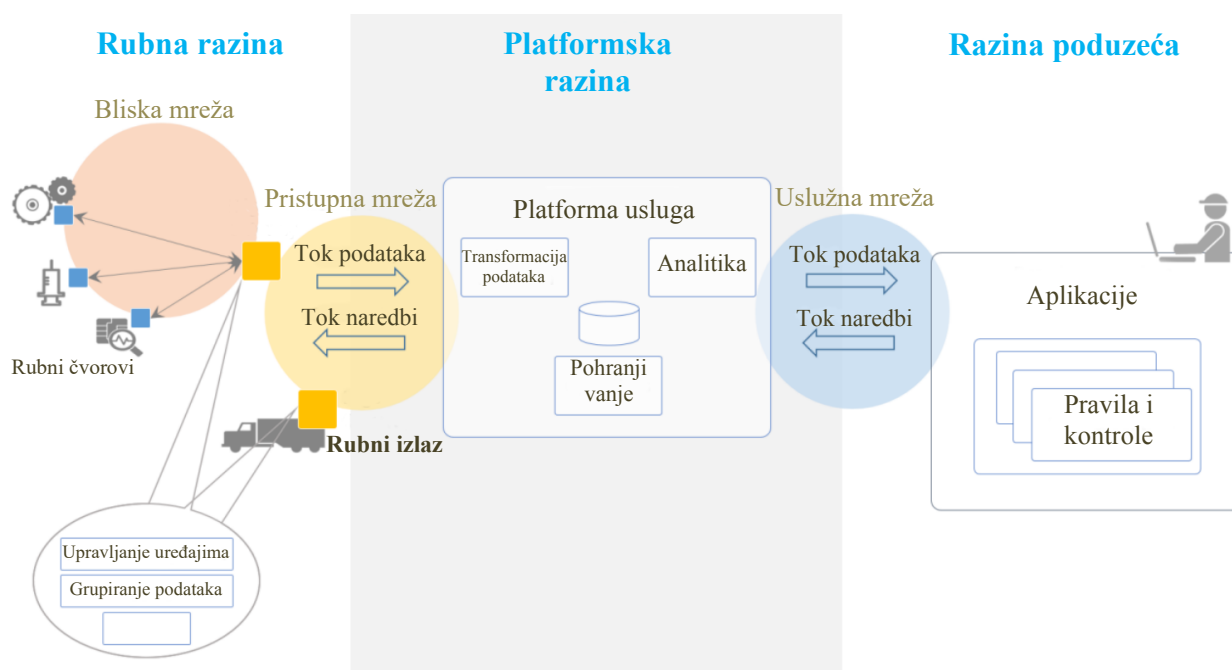 Rubna razina
Platformska
razina
Razina poduzeća
Bliska mreža
Pristupna mreža
Uslužna mreža
Platforma usluga
Tok podataka
Tok naredbi
Transformacija
podataka
Analitika
Pohranji
vanje
Tok podataka
Tok naredbi
Aplikacije
Pravila i
kontrole
Rubni čvorovi
Rubni izlaz
Upravljanje uređajima
Grupiranje podataka